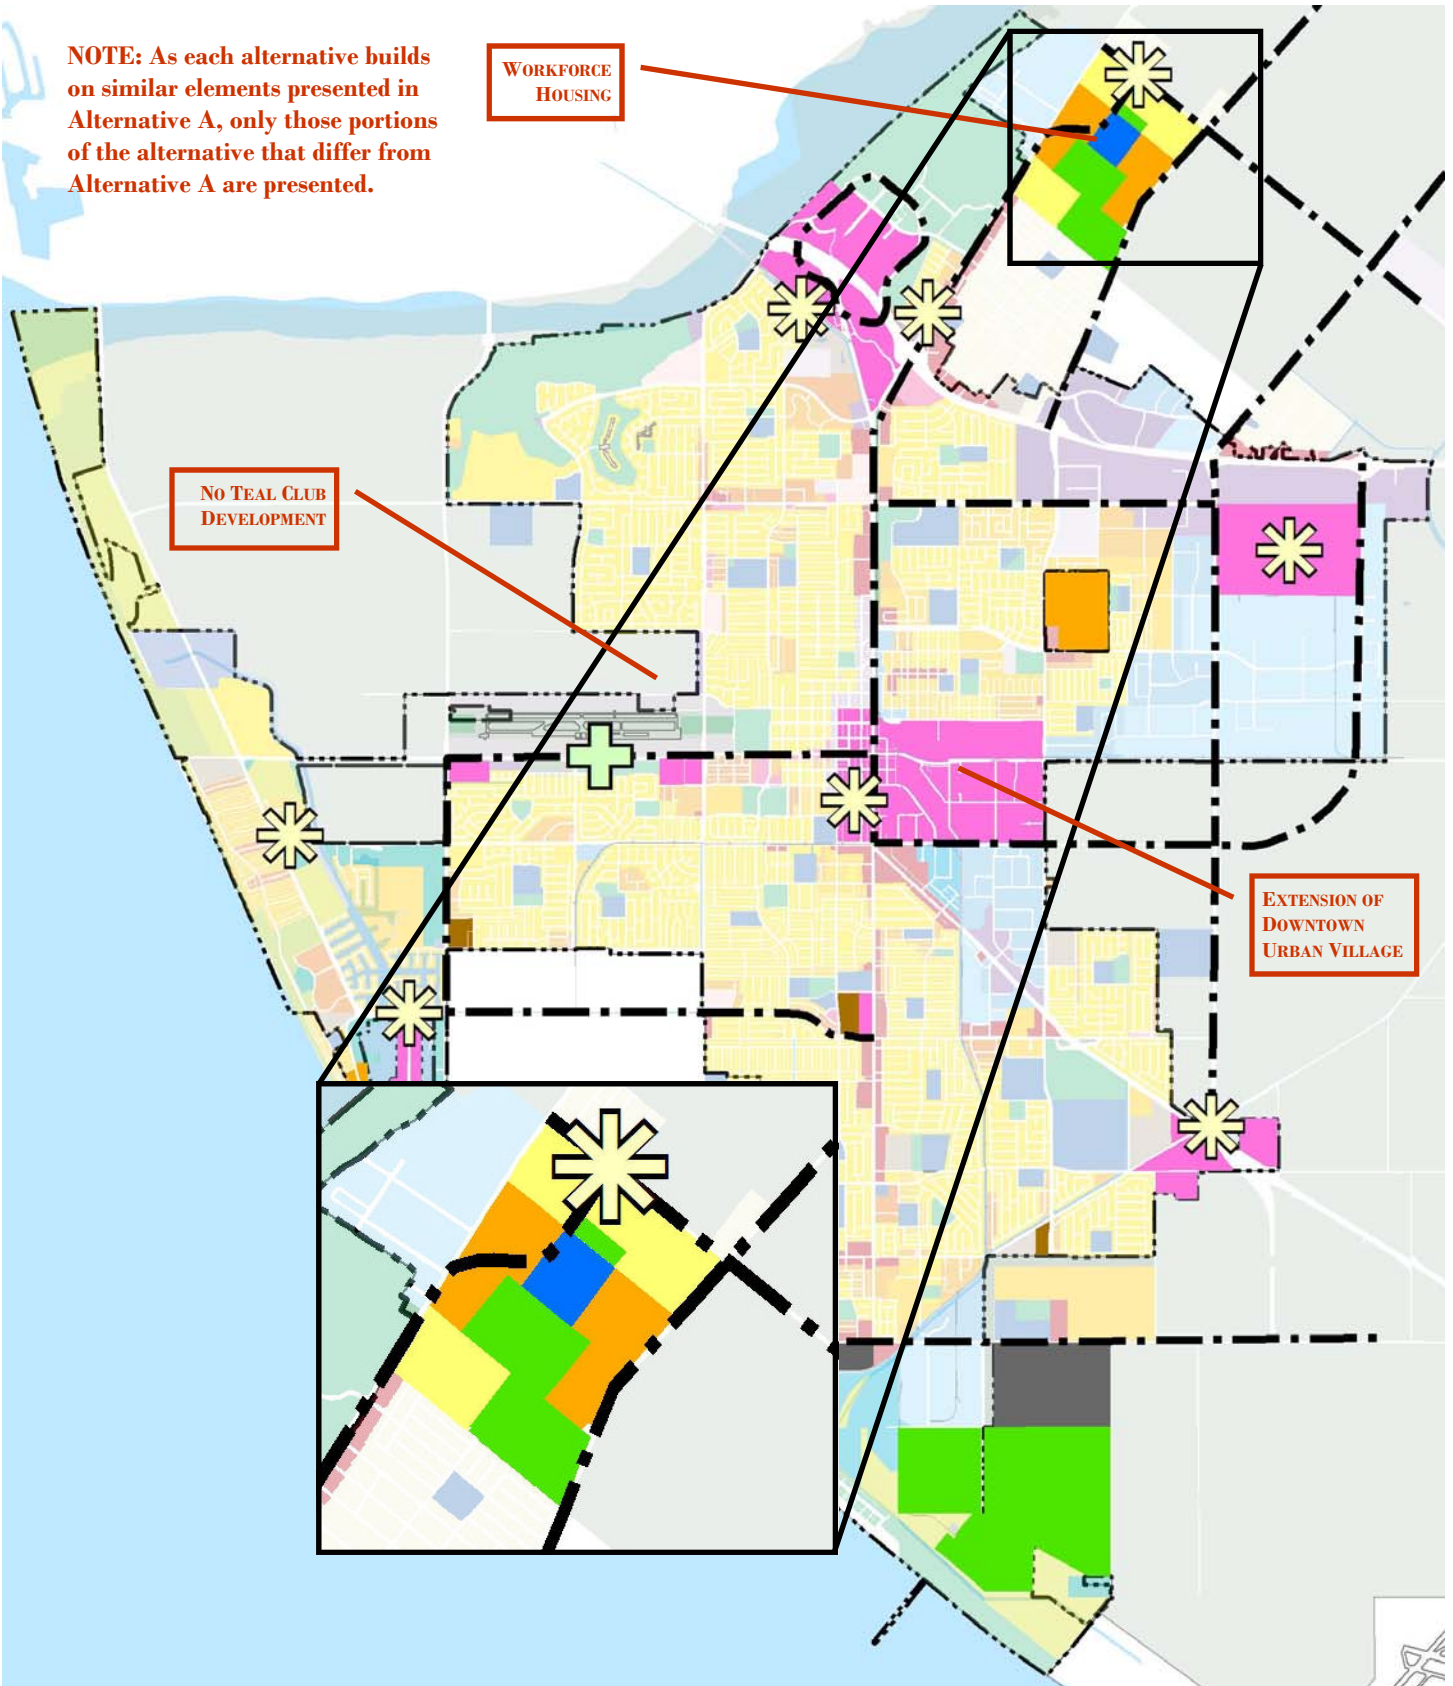 NOTE: As each alternative builds
on similar elements presented in
Alternative A, only those portions
of the alternative that differ from
Alternative A are presented.
WORKFORCE
HOUSING
NO TEAL CLUB
DEVELOPMENT
EXTENSION OF
DOWNTOWN
URBAN VILLAGE